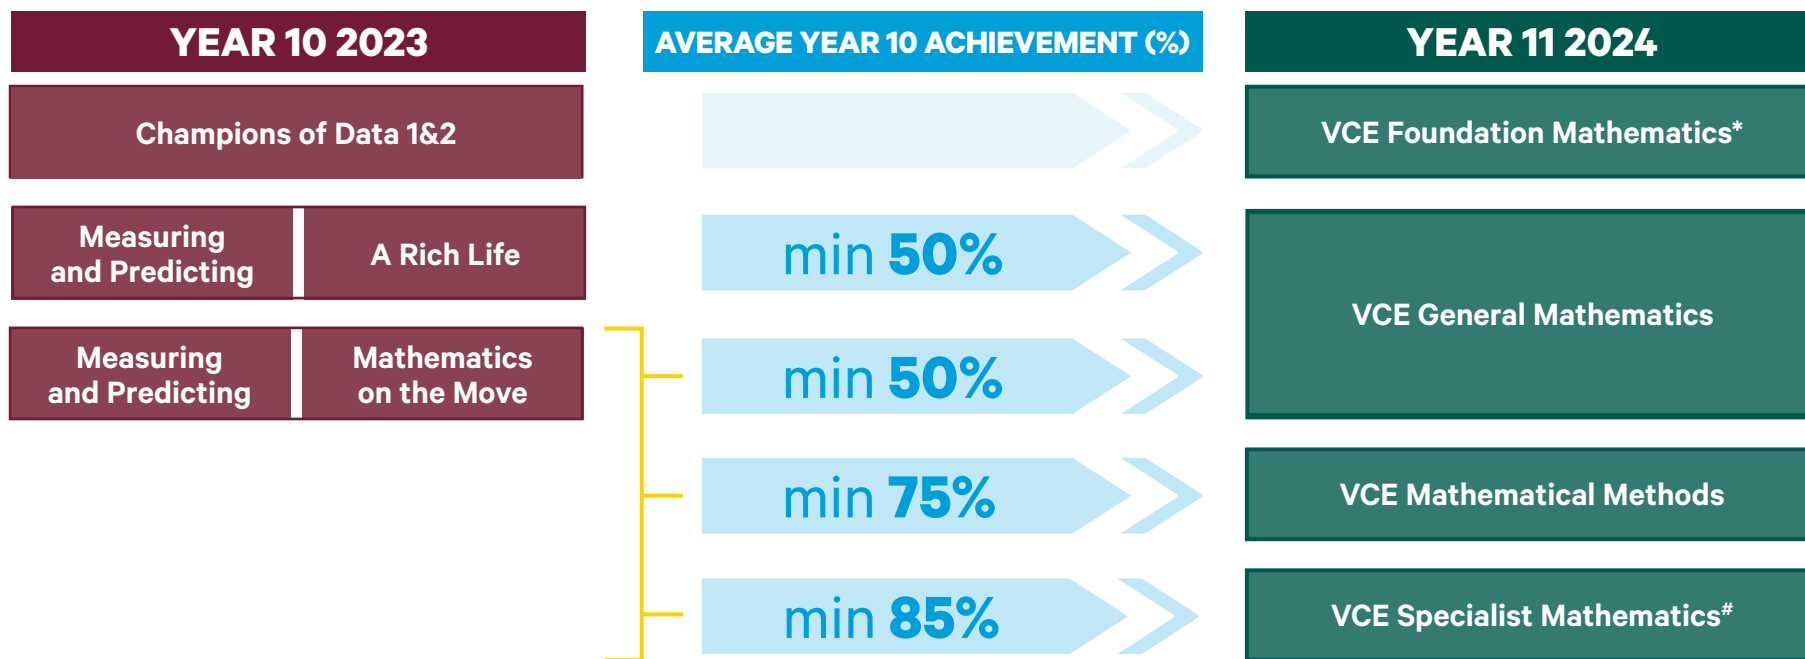 YEAR 10 2023
AVERAGE YEAR 10 ACHIEVEMENT (%)
YEAR 11 2024
Champions of Data 1&2
VCE Foundation Mathematics*
Measuring
and Predicting
A Rich Life
min 50%
VCE General Mathematics
Measuring
and Predicting
Mathematics
on the Move
min 50%
min 75%
VCE Mathematical Methods
min 85%
VCE Specialist Mathematics#